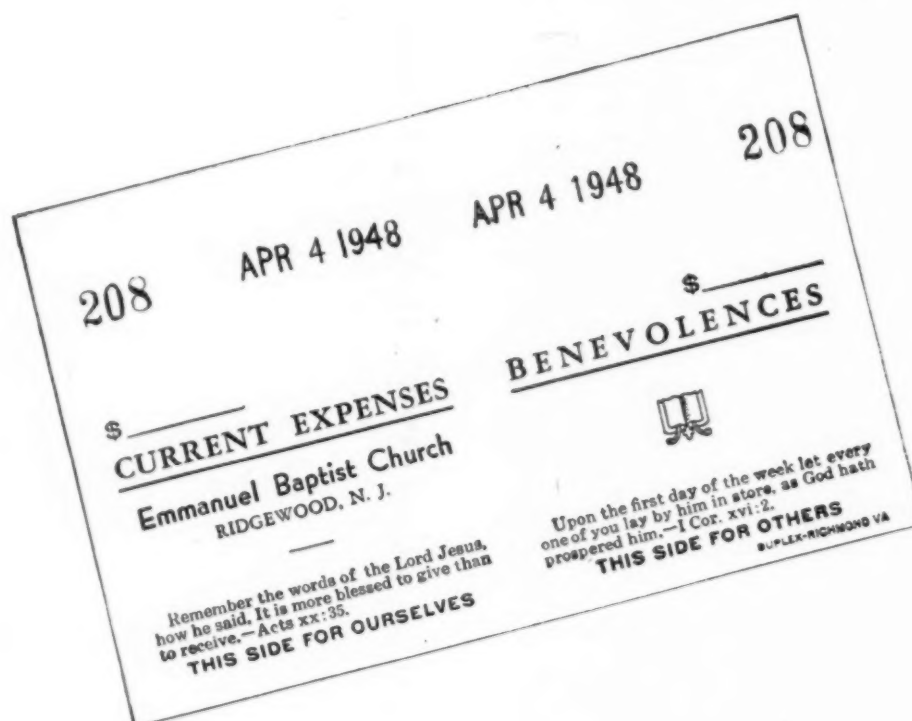 208
APR 4 1948
$
CURRENT EXPENSES
Emmanuel Baptist Church
RIDGEWOOD, N. J.
Remember the words of the Lord Jesus,
how he said, It is more blessed to give than
to receive.—Acts xx:35.
THIS SIDE FOR OURSELVES
APR 4 1948
208
$
BENEVOLENCES
Upon the first day of the week let every
one of you lay by him in store, as God hath
prospered him.—I Cor. xvi:2.
THIS SIDE FOR OTHERS
DUPLEX-RICHMOND VA